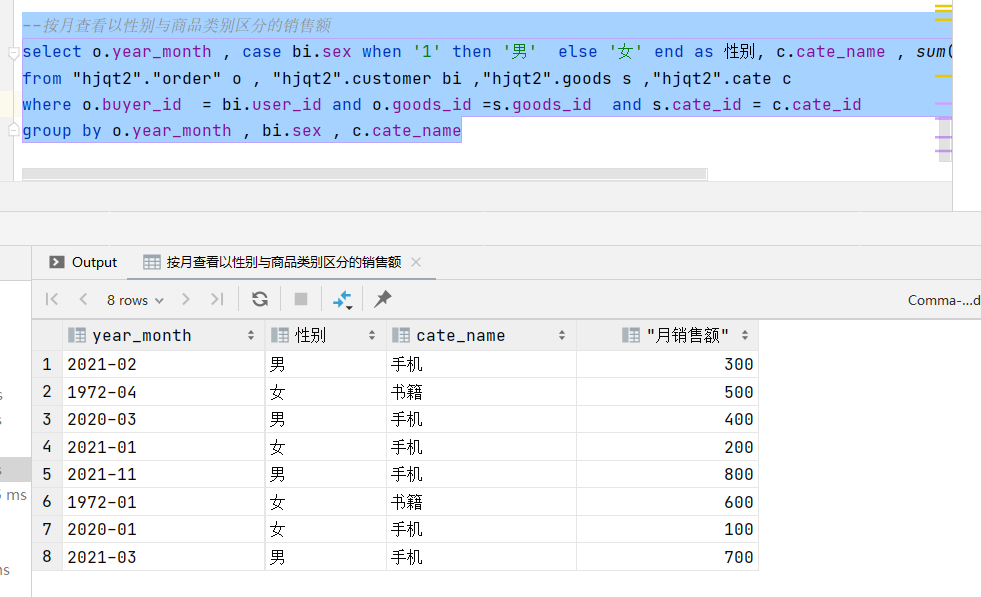 --按月查看以性别与商品类别区分的销售额
select o.year_month , case bi.sex when '1' then '男'  else '女' end as 性别, c.cate_name , sum(
from "hjqt2"."order" o , "hjqt2".customer bi ,"hjqt2".goods s ,"hjqt2".cate c
where o.buyer_id  = bi.user_id and o.goods_id =s.goods_id  and s.cate_id = c.cate_id
group by o.year_month , bi.sex , c.cate_name
Output 按月查看以性别与商品类别区分的销售额
8 rows Comma-...d
year_month 性别 cate_name "月销售额"
1 2021-02 男 手机 300
2 1972-04 女 书籍 500
3 2020-03 男 手机 400
4 2021-01 女 手机 200
5 2021-11 男 手机 800
6 1972-01 女 书籍 600
ms
7 2020-01 女 手机 100
8 2021-03 男 手机 700